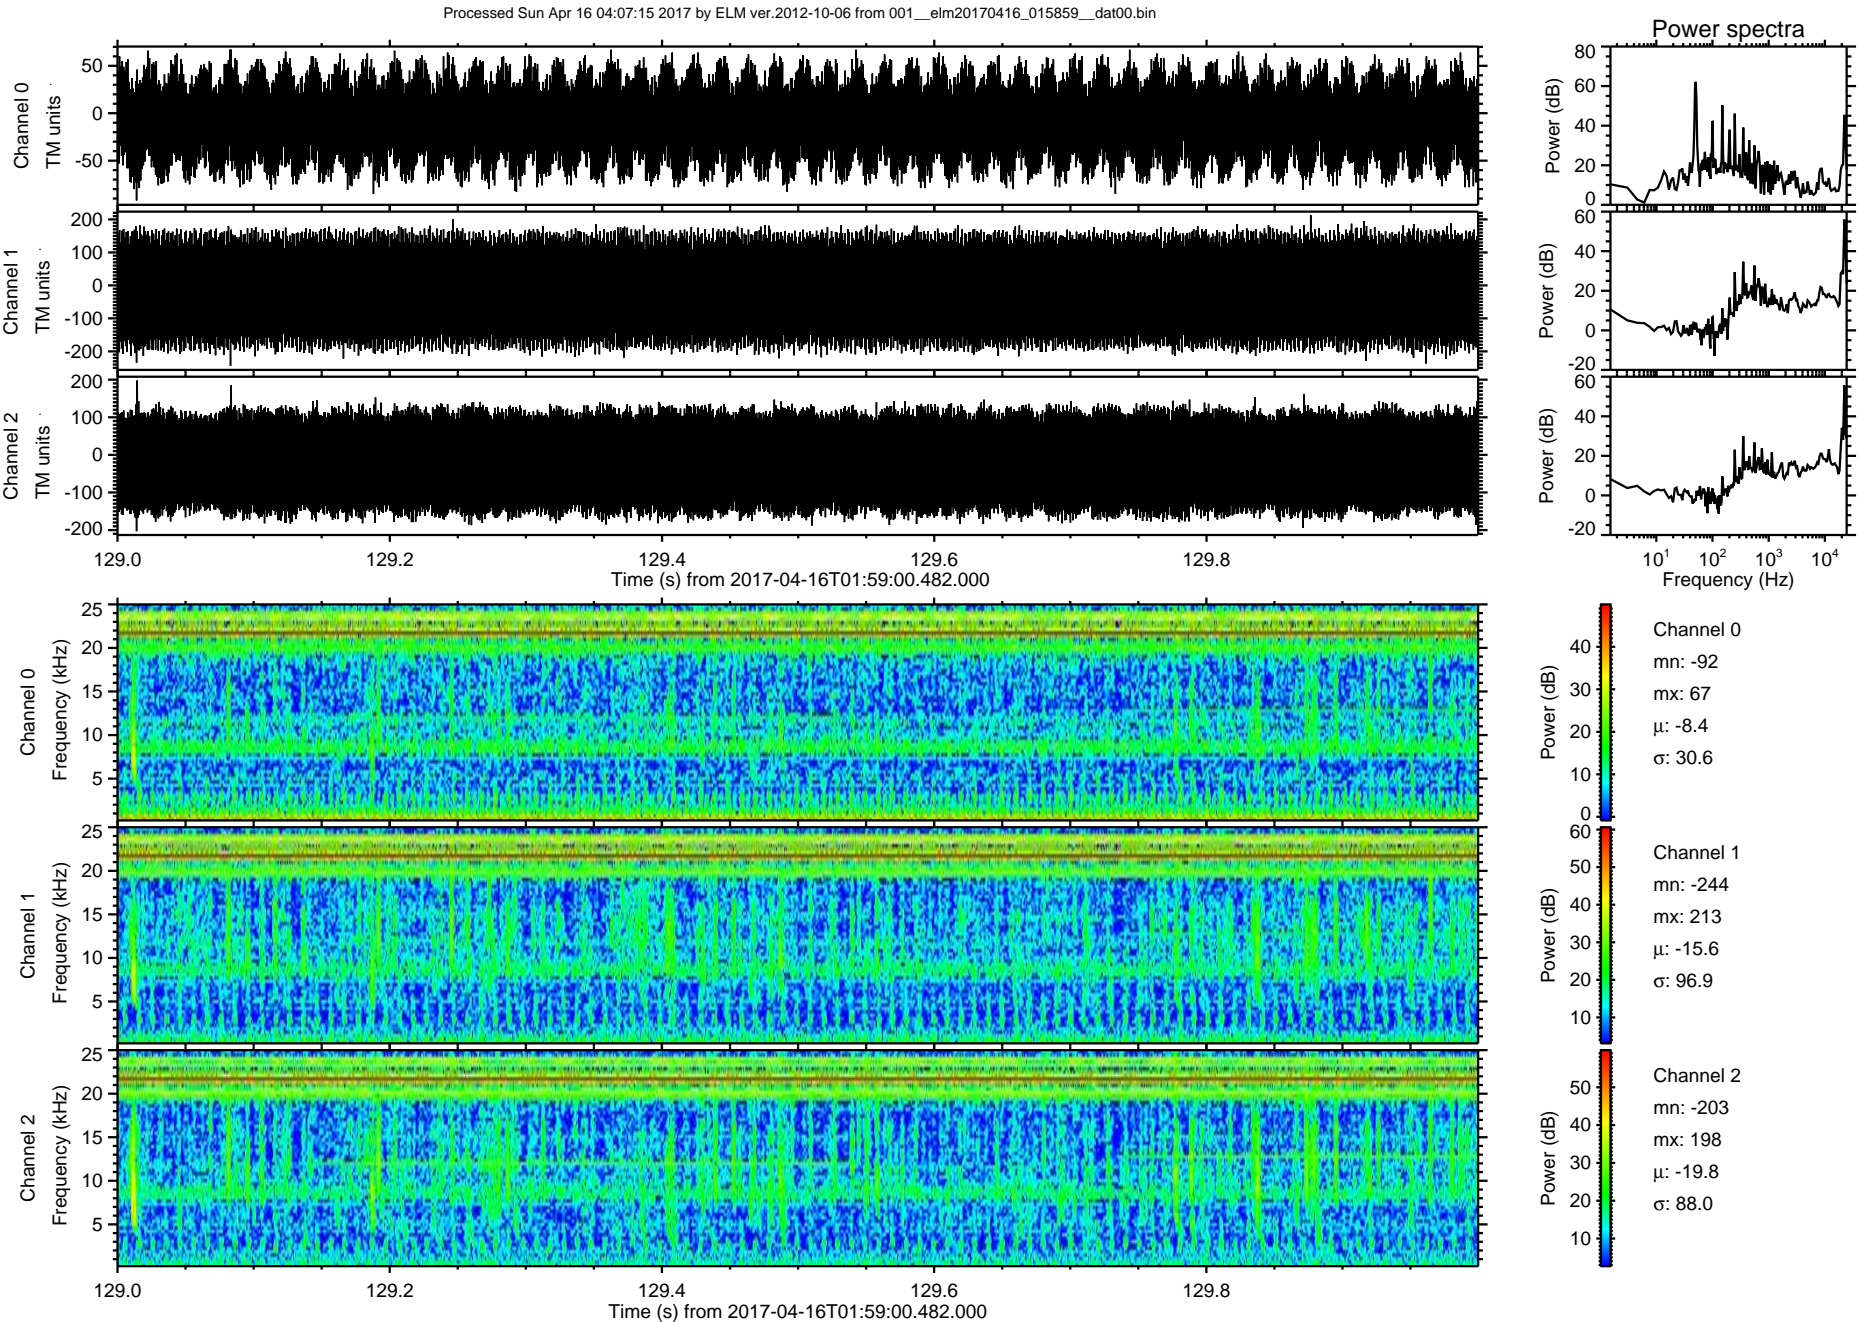 Processed Sun Apr 16 04:07:15 2017 by ELM ver.2012-10-06 from 001__elm20170416_015859__dat00.bin
Power spectra
Channel 0
TM units
50
0
-50
Power (dB)
80
60
40
20
0
Channel 1
TM units
200
100
0
-100
-200
Power (dB)
60
40
20
0
-20
Channel 2
TM units
200
100
0
-100
-200
Power (dB)
60
40
20
0
-20
129.0 129.2 129.4 129.6 129.8
Time (s) from 2017-04-16T01:59:00.482.000
10^1 10^2 10^3 10^4
Frequency (Hz)
Channel 0
Frequency (kHz)
25
20
15
10
5
Power (dB)
40
30
20
10
0
Channel 0
mn: -92
mx: 67
μ: -8.4
σ: 30.6
Channel 1
Frequency (kHz)
25
20
15
10
5
Power (dB)
60
50
40
30
20
10
Channel 1
mn: -244
mx: 213
μ: -15.6
σ: 96.9
Channel 2
Frequency (kHz)
25
20
15
10
5
Power (dB)
50
40
30
20
10
Channel 2
mn: -203
mx: 198
μ: -19.8
σ: 88.0
129.0 129.2 129.4 129.6 129.8
Time (s) from 2017-04-16T01:59:00.482.000